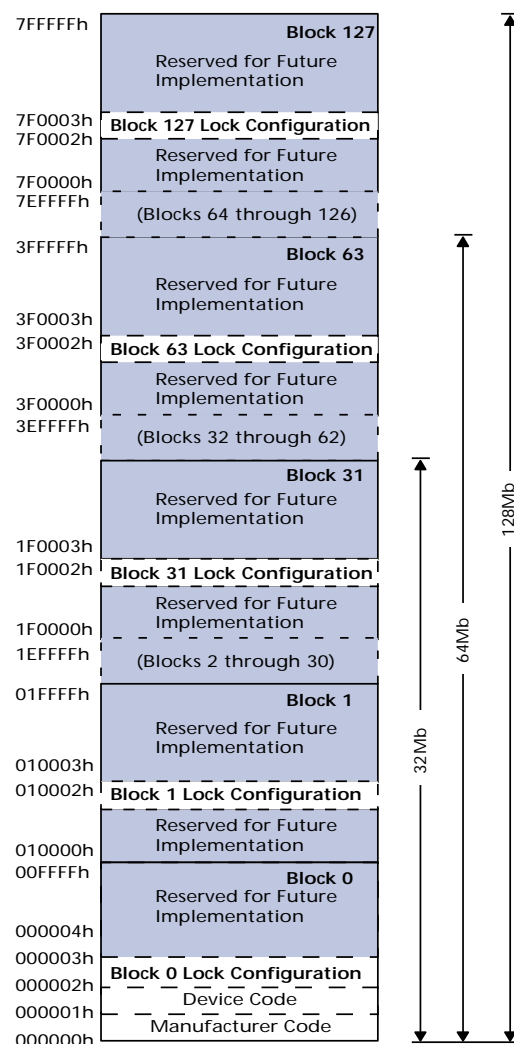 7FFFFFh
Block 127
Reserved for Future
Implementation
7F0003h
Block 127 Lock Configuration
7F0002h
Reserved for Future
Implementation
7F0000h
7EFFFFh
(Blocks 64 through 126)
3FFFFFh
Block 63
Reserved for Future
Implementation
3F0003h
3F0002h
Block 63 Lock Configuration
Reserved for Future
Implementation
3F0000h
3EFFFFh
(Blocks 32 through 62)
Block 31
Reserved for Future
Implementation
1F0003h
1F0002h
Block 31 Lock Configuration
Reserved for Future
Implementation
1F0000h
1EFFFFh
(Blocks 2 through 30)
01FFFFh
Block 1
Reserved for Future
Implementation
010003h
010002h
Block 1 Lock Configuration
Reserved for Future
Implementation
010000h
00FFFFh
Block 0
Reserved for Future
Implementation
000004h
000003h
Block 0 Lock Configuration
000002h
Device Code
000001h
Manufacturer Code
000000h
32Mb
64Mb
128Mb